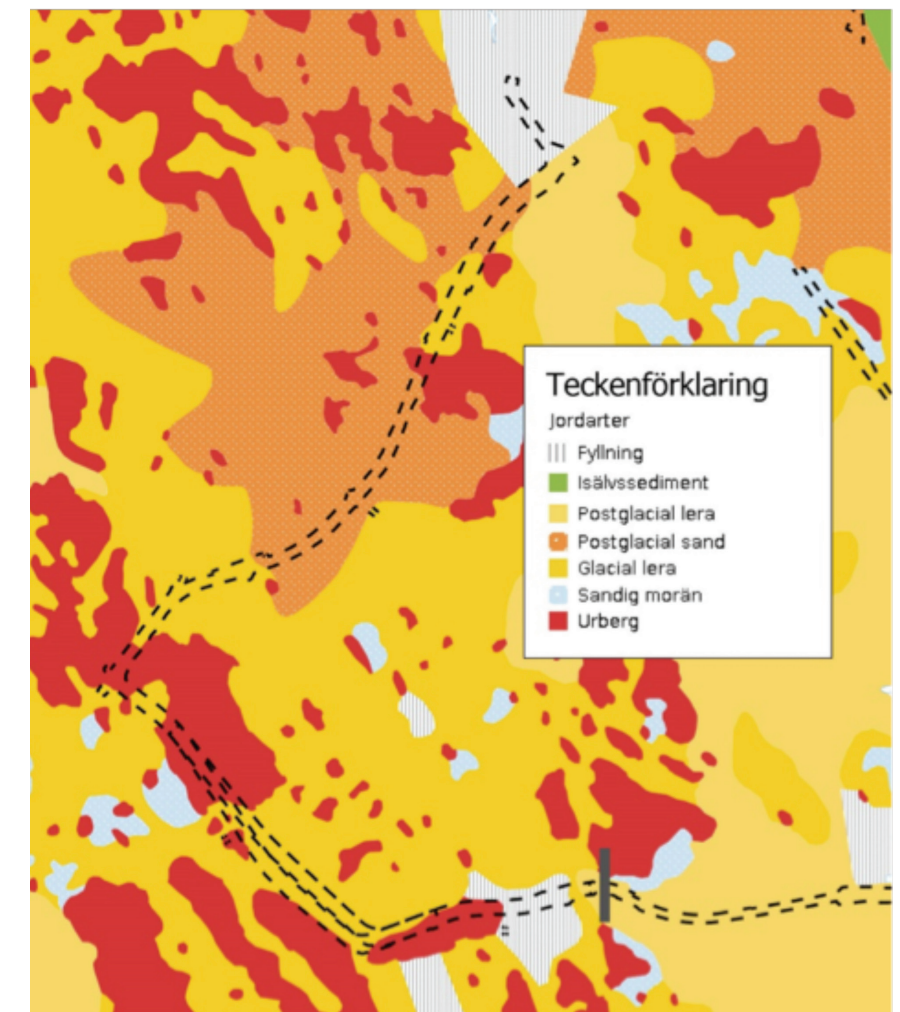 Teckenförklaring
Jordarter
Fyllning
Isälvssediment
Postglacial lera
Postglacial sand
Glacial lera
Sandig morän
Urberg